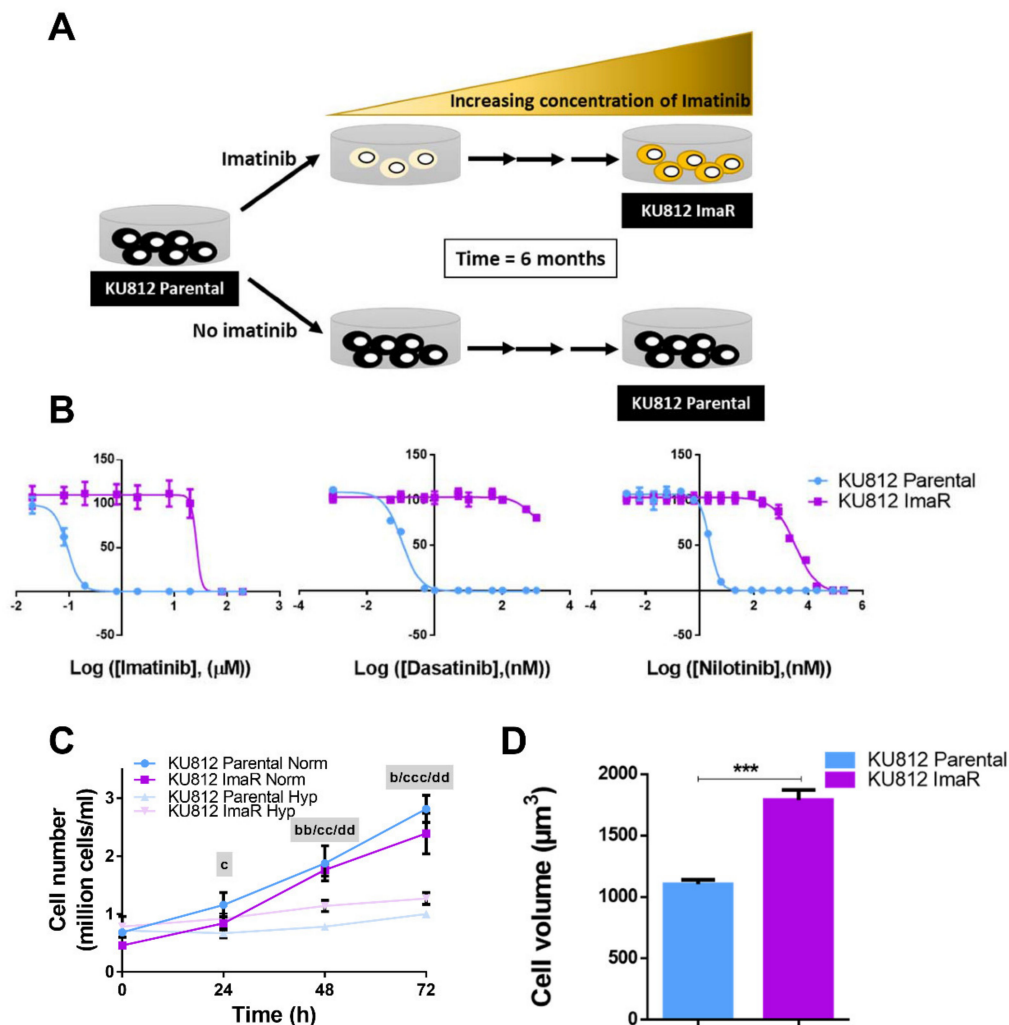 A
Increasing concentration of Imatinib
Imatinib
KU812 ImaR
KU812 Parental
Time = 6 months
No imatinib
KU812 Parental
B
150
100
50
-50
-2
-1
0
1
2
3
Log ([Imatinib], (µM))
150
100
50
-50
-4
-2
0
2
4
Log ([Dasatinib],(nM))
150
100
50
-50
-4
-2
0
2
4
6
Log ([Nilotinib],(nM))
KU812 Parental
KU812 ImaR
C
KU812 Parental Norm
KU812 ImaR Norm
KU812 Parental Hyp
KU812 ImaR Hyp
c
bb/cc/dd
b/ccc/dd
Cell number
(million cells/ml)
3
2
1
0
0
24
48
72
Time (h)
D
KU812 Parental
KU812 ImaR
***
Cell volume (µm³)
2000
1500
1000
500
0